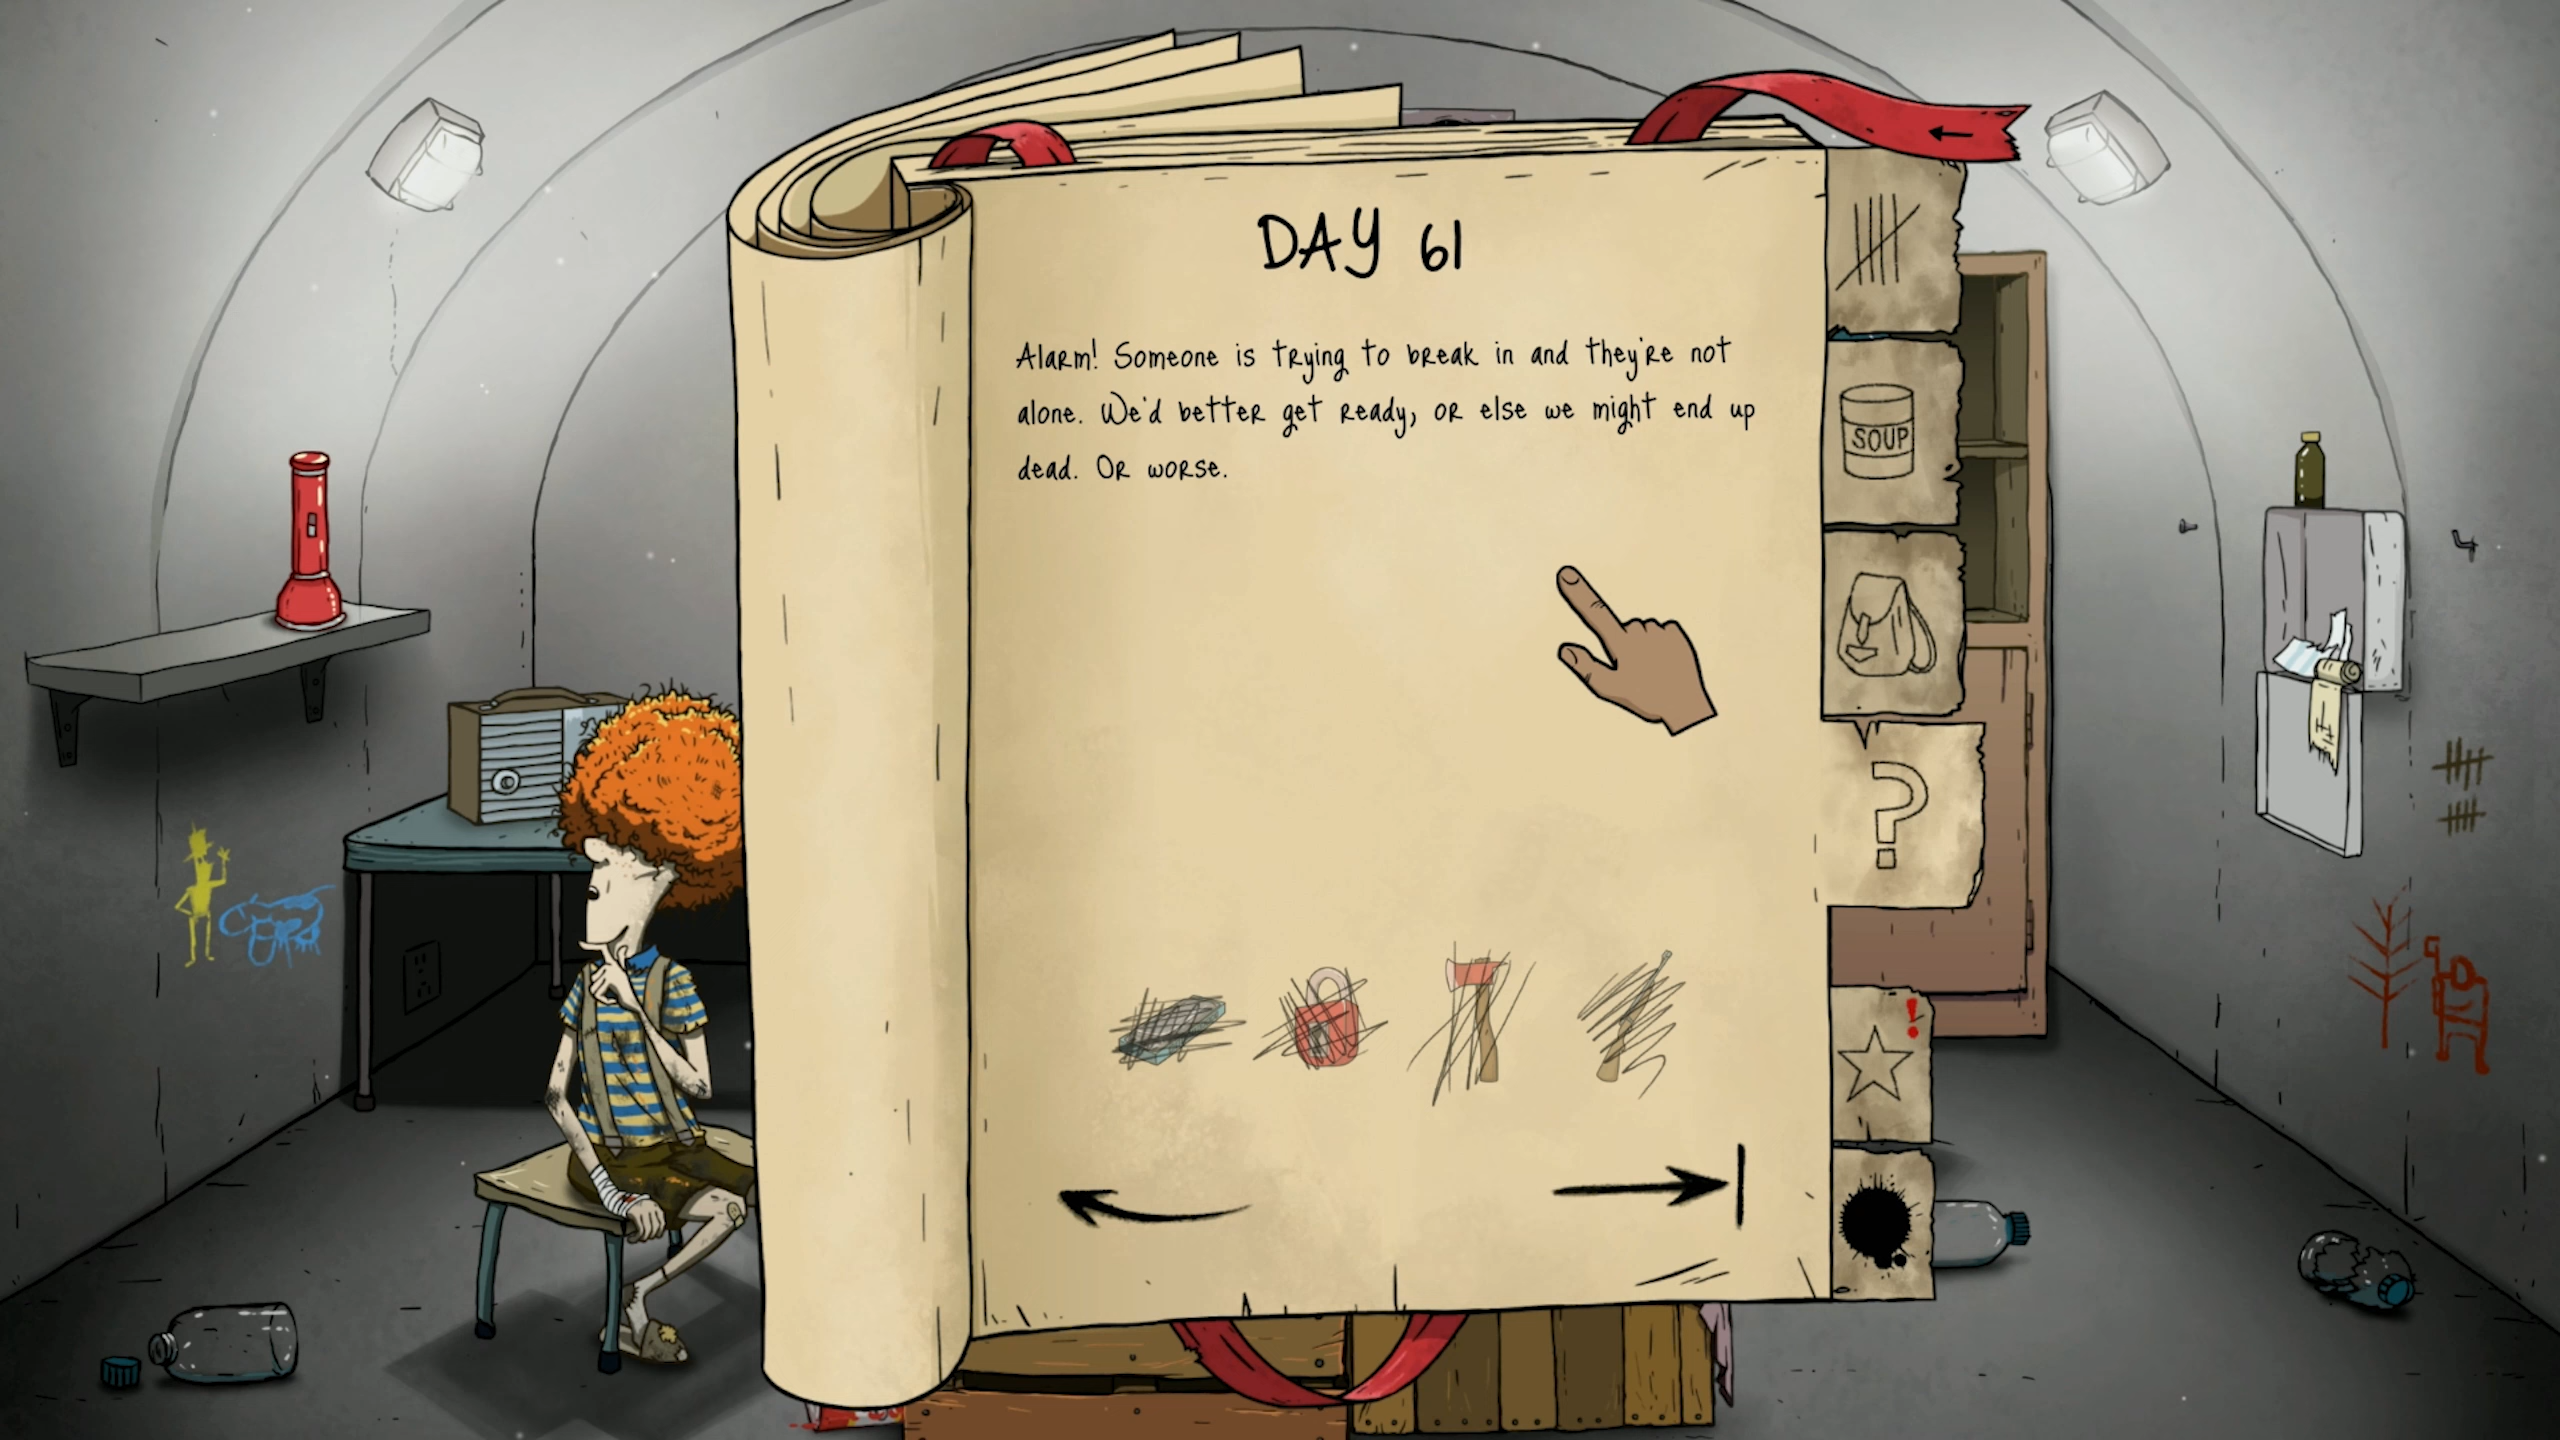 DAY 61
Alarm! Someone is trying to break in and they're not
alone. We'd better get ready, or else we might end up
dead. Or worse.
SOUP
!
?